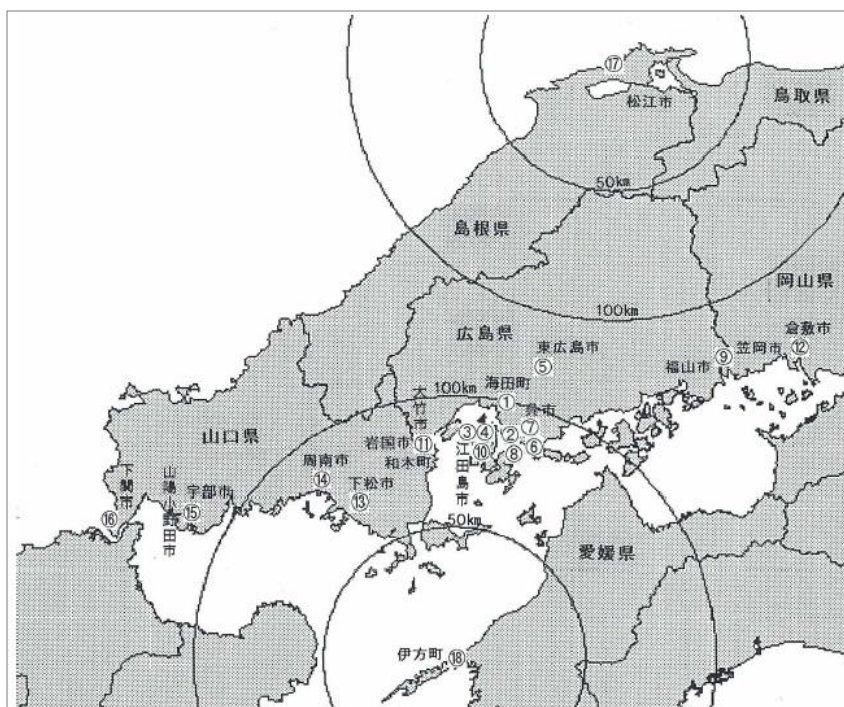 ⑰
松江市
鳥取県
50km
島根県
岡山県
100km
広島県
倉敷市
⑫
笠岡市
⑨
福山市
東広島市
⑤
海田町
①
100km
呉市
⑦
②
⑥
⑧
③
④
⑩
江田島市
大竹市
岩国市
⑪
和木町
山口県
周南市
⑭
下松市
⑬
下関市
⑯
山陽小野田市
宇部市
⑮
50km
愛媛県
伊方町
⑱